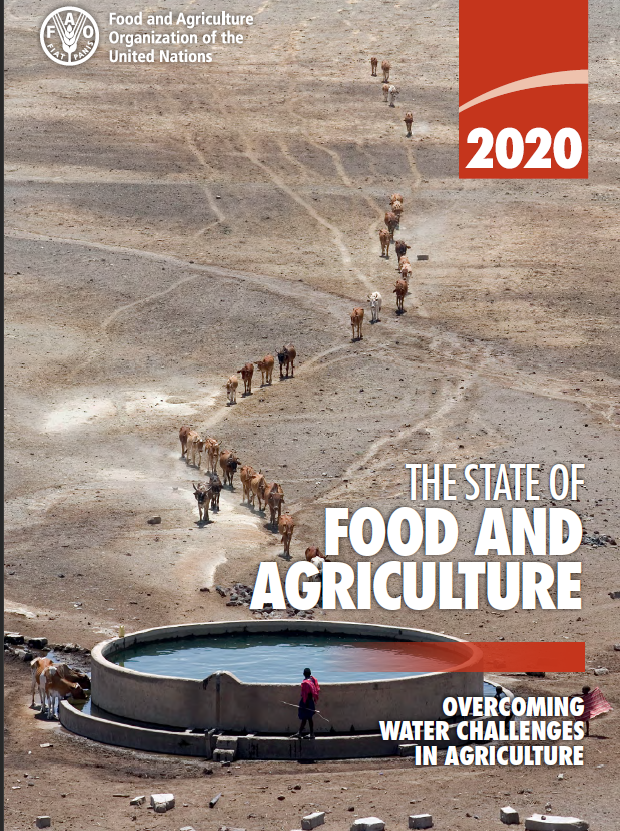 FAO
FIAT PANIS
Food and Agriculture
Organization of the
United Nations
2020
THE STATE OF
FOOD AND
AGRICULTURE
OVERCOMING
WATER CHALLENGES
IN AGRICULTURE